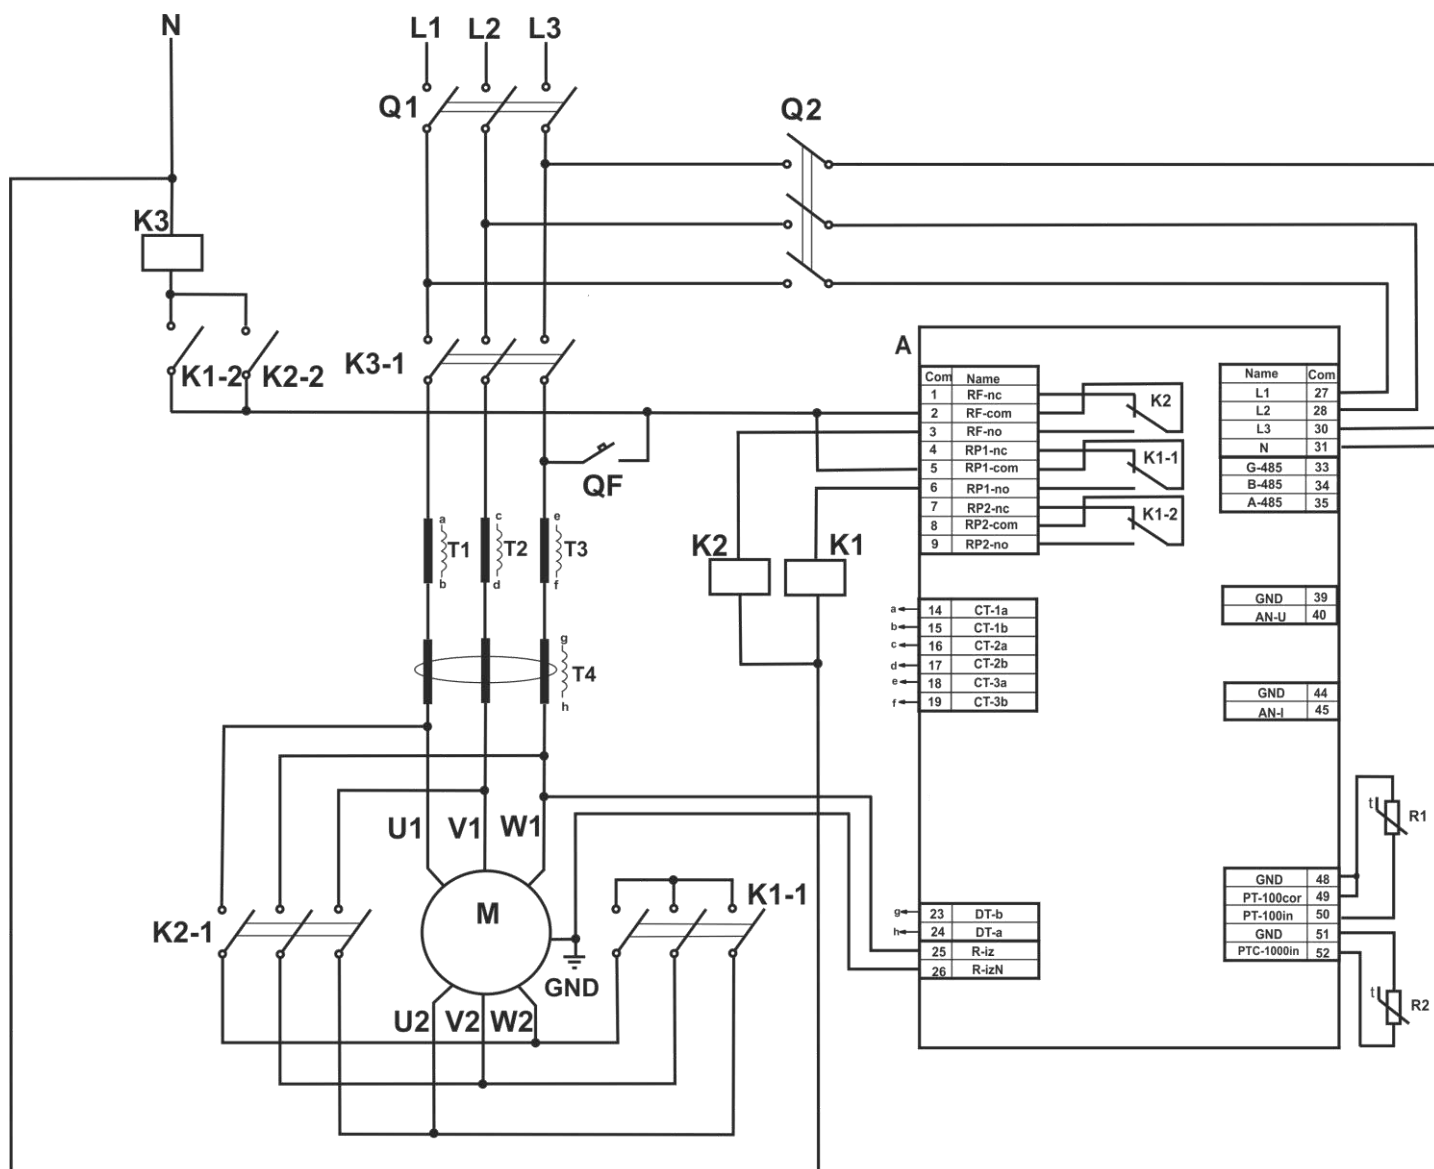 N
L1 L2 L3
Q1
Q2
K3
K3-1
K1-2 K2-2
QF
a
T1
b
c
T2
d
e
T3
f
g
T4
h
K2
K1
A
Com Name
1 RF-nc
2 RF-com
3 RF-no
4 RP1-nc
5 RP1-com
6 RP1-no
7 RP2-nc
8 RP2-com
9 RP2-no
K2
K1-1
K1-2
Name Com
L1 27
L2 28
L3 30
N 31
G-485 33
B-485 34
A-485 35
a 14 CT-1a
b 15 CT-1b
c 16 CT-2a
d 17 CT-2b
e 18 CT-3a
f 19 CT-3b
GND 39
AN-U 40
GND 44
AN-I 45
t R1
GND 48
PT-100cor 49
PT-100in 50
GND 51
PTC-1000in 52
t R2
g 23 DT-b
h 24 DT-a
25 R-iz
26 R-izN
U1 V1 W1
M
K2-1
K1-1
GND
U2 V2 W2